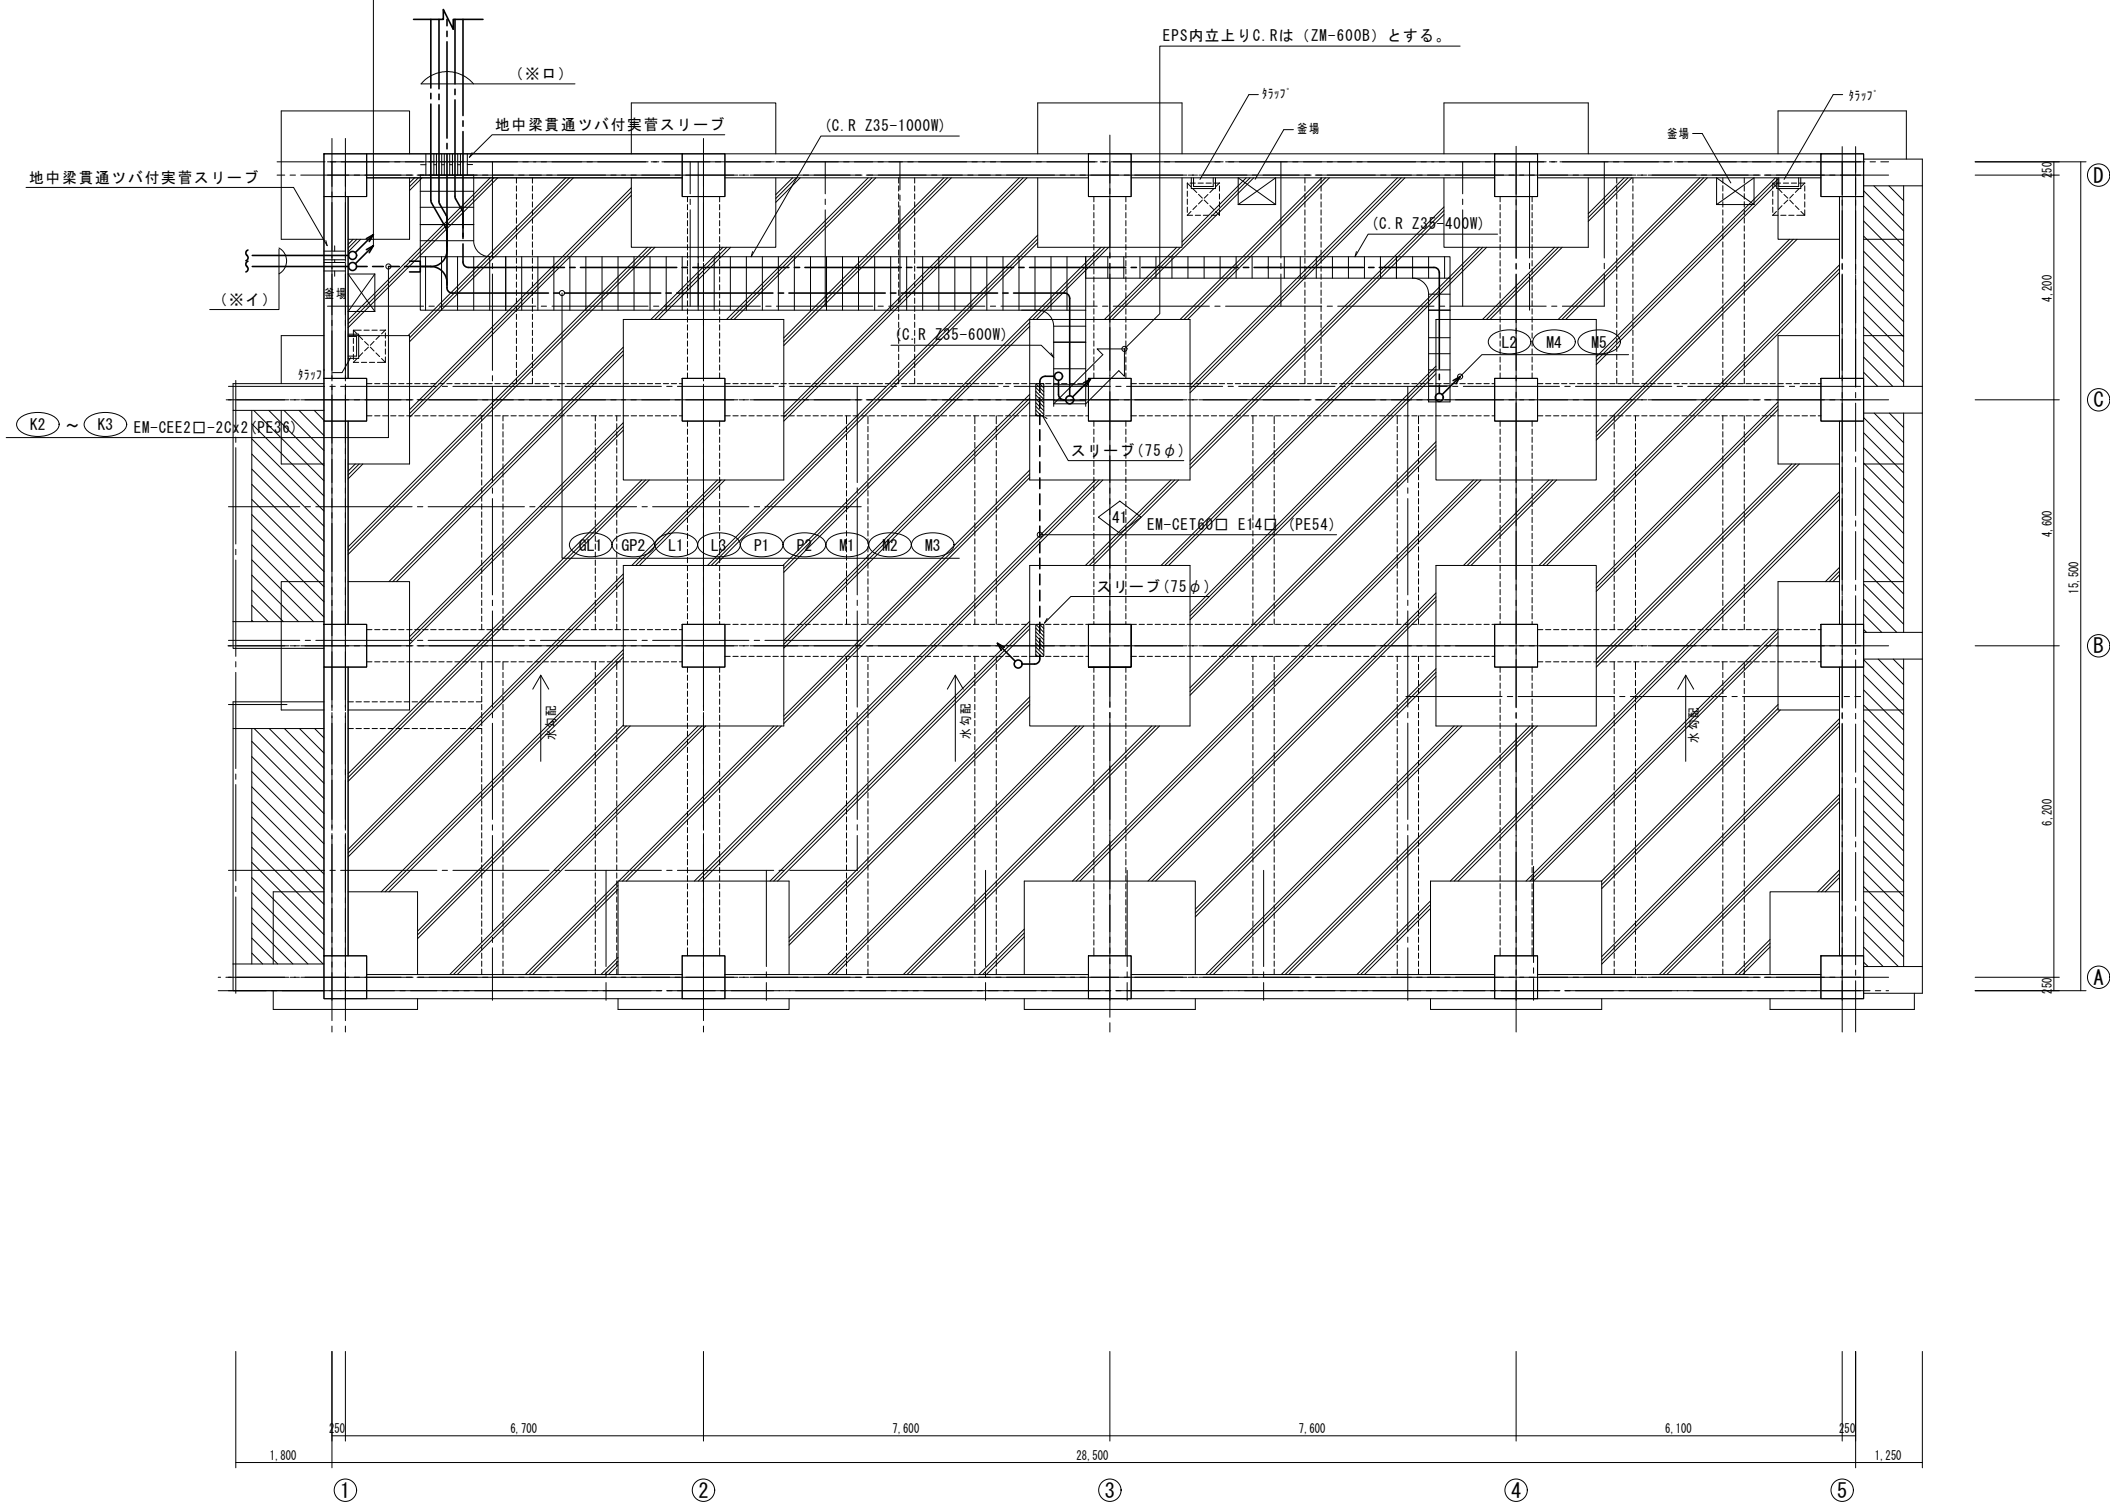 EPS内立上りC.Rは（ZM-600B）とする。
（※ロ）
ﾀﾗｯﾌﾟ
ﾀﾗｯﾌﾟ
地中梁貫通ツバ付実菅スリーブ
(C.R Z35-1000W)
釜場
釜場
地中梁貫通ツバ付実菅スリーブ
250
D
(C.R Z35-400W)
（※イ）
釜場
4,200
(C.R Z35-600W)
L2 M4 M5
ﾀﾗｯﾌﾟ
C
K2 ～ K3 EM-CEE2□-2Cx2(PE36)
スリーブ(75φ)
41 EM-CET60□ E14□ (PE54)
4,600
GL1 GP2 L1 L3 P1 P2 M1 M2 M3
15,500
スリーブ(75φ)
B
水勾配
水勾配
水勾配
6,200
250
A
250
6,700
7,600
7,600
6,100
250
1,800
28,500
1,250
1
2
3
4
5